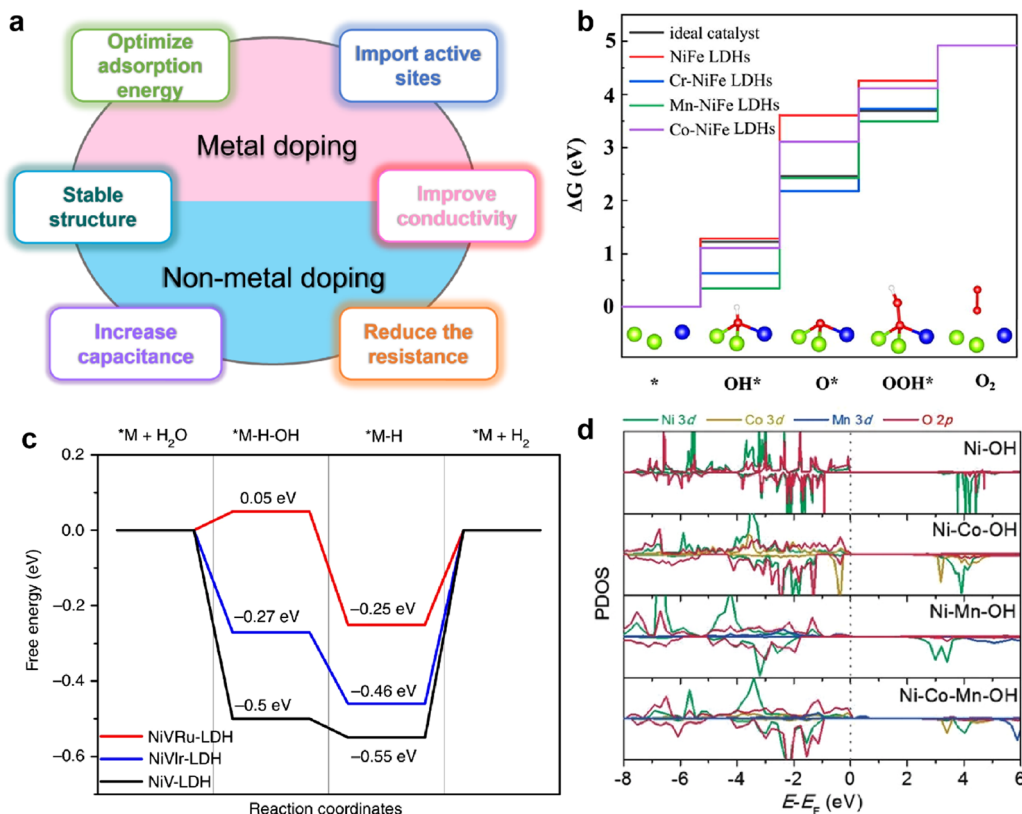 a
Optimize
adsorption
energy
Import active
sites
Metal doping
Stable
structure
Improve
conductivity
Non-metal doping
Increase
capacitance
Reduce the
resistance
b
ΔG (eV)
5
4
3
2
1
0
ideal catalyst
NiFe LDHs
Cr-NiFe LDHs
Mn-NiFe LDHs
Co-NiFe LDHs
* OH* O* OOH* O₂
c
*M + H₂O *M-H-OH *M-H *M + H₂
Free energy (eV)
0.2
0.0
−0.2
−0.4
−0.6
0.05 eV
−0.25 eV
−0.27 eV
−0.46 eV
−0.5 eV
−0.55 eV
NiVRu-LDH
NiVIr-LDH
NiV-LDH
Reaction coordinates
d
Ni 3d Co 3d Mn 3d O 2p
PDOS
Ni-OH
Ni-Co-OH
Ni-Mn-OH
Ni-Co-Mn-OH
-8 -6 -4 -2 0 2 4 6
E-E_F (eV)